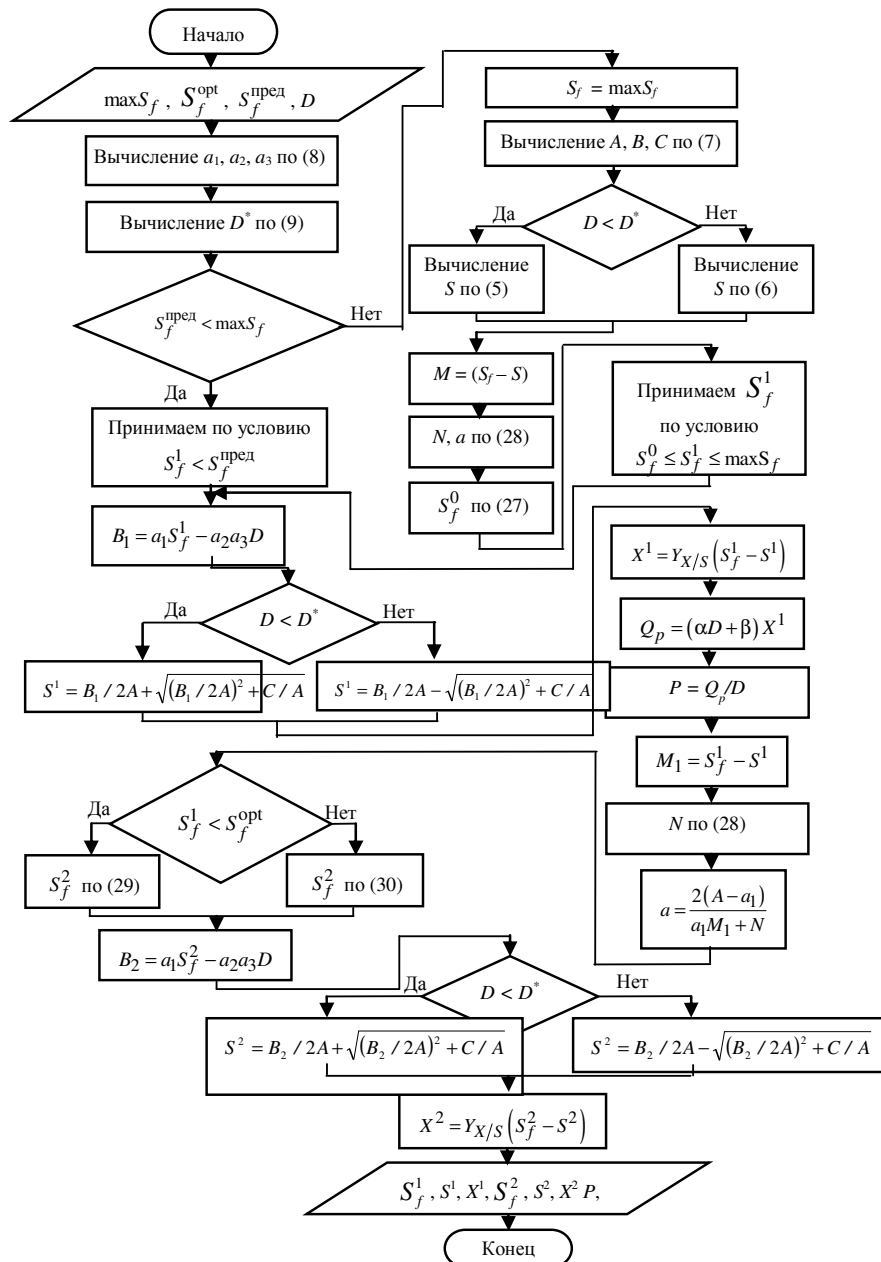 Начало
maxS_f , S_f^opt , S_f^пред , D
Вычисление a₁, a₂, a₃ по (8)
Вычисление D* по (9)
S_f^пред < maxS_f
Нет
Да
Принимаем по условию
S_f^1 < S_f^пред
S_f = maxS_f
Вычисление A, B, C по (7)
D < D*
Да
Нет
Вычисление
S по (5)
Вычисление
S по (6)
M = (S_f – S)
N, a по (28)
S_f^0 по (27)
Принимаем S_f^1
по условию
S_f^0 ≤ S_f^1 ≤ maxS_f
B₁ = a₁S_f^1 – a₂a₃D
D < D*
Да
Нет
S^1 = B₁ / 2A + √((B₁ / 2A)² + C / A)
S^1 = B₁ / 2A – √((B₁ / 2A)² + C / A)
X^1 = Y_{X/S}(S_f^1 – S^1)
Q_p = (αD + β) X^1
P = Q_p/D
M₁ = S_f^1 – S^1
N по (28)
a = 2(A – a₁) / (a₁M₁ + N)
S_f^1 < S_f^opt
Да
Нет
S_f^2 по (29)
S_f^2 по (30)
B₂ = a₁S_f^2 – a₂a₃D
D < D*
Да
Нет
S^2 = B₂ / 2A + √((B₂ / 2A)² + C / A)
S^2 = B₂ / 2A – √((B₂ / 2A)² + C / A)
X^2 = Y_{X/S}(S_f^2 – S^2)
S_f^1 , S^1, X^1, S_f^2 , S^2, X^2 P,
Конец